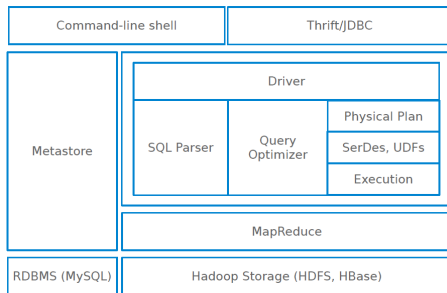 Command-line shell
Thrift/JDBC
Metastore
Driver
SQL Parser
Query
Optimizer
Physical Plan
SerDes, UDFs
Execution
MapReduce
RDBMS (MySQL)
Hadoop Storage (HDFS, HBase)